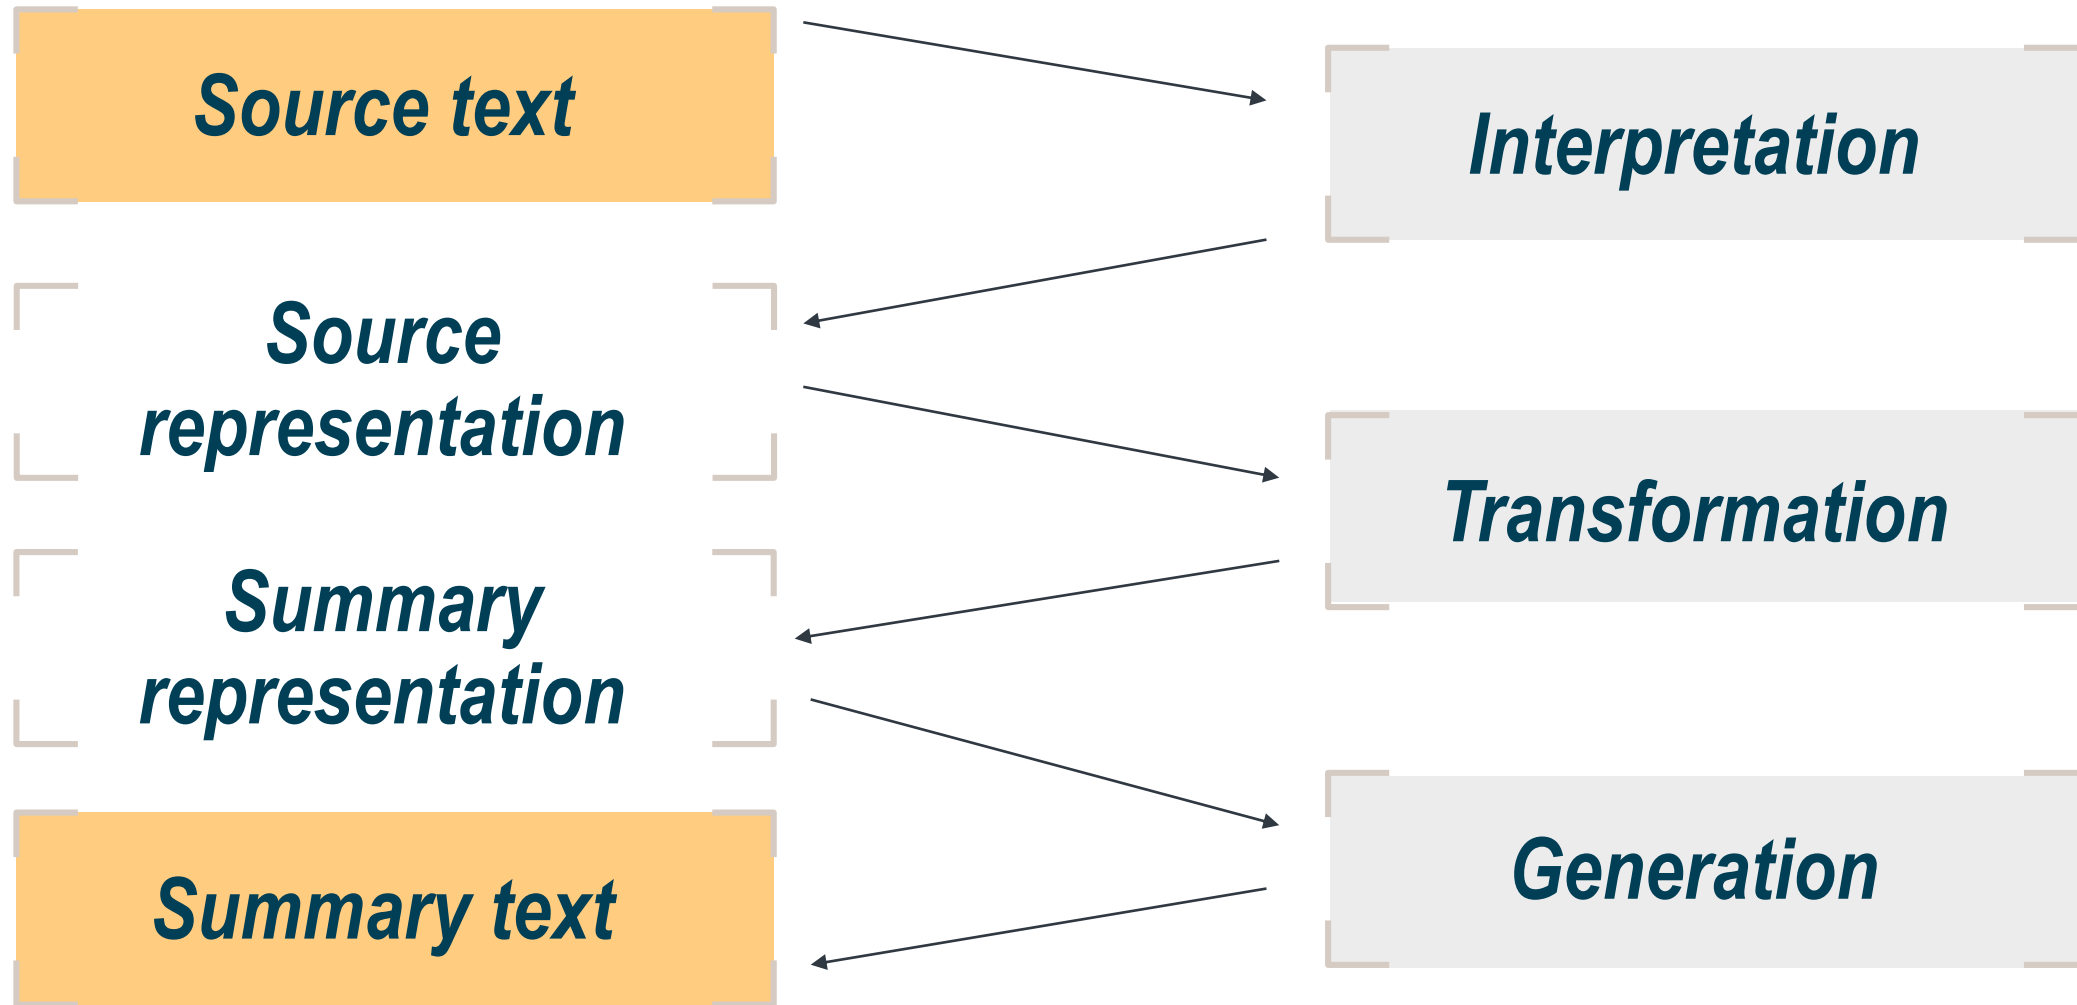 Source text
Interpretation
Source
representation
Transformation
Summary
representation
Generation
Summary text